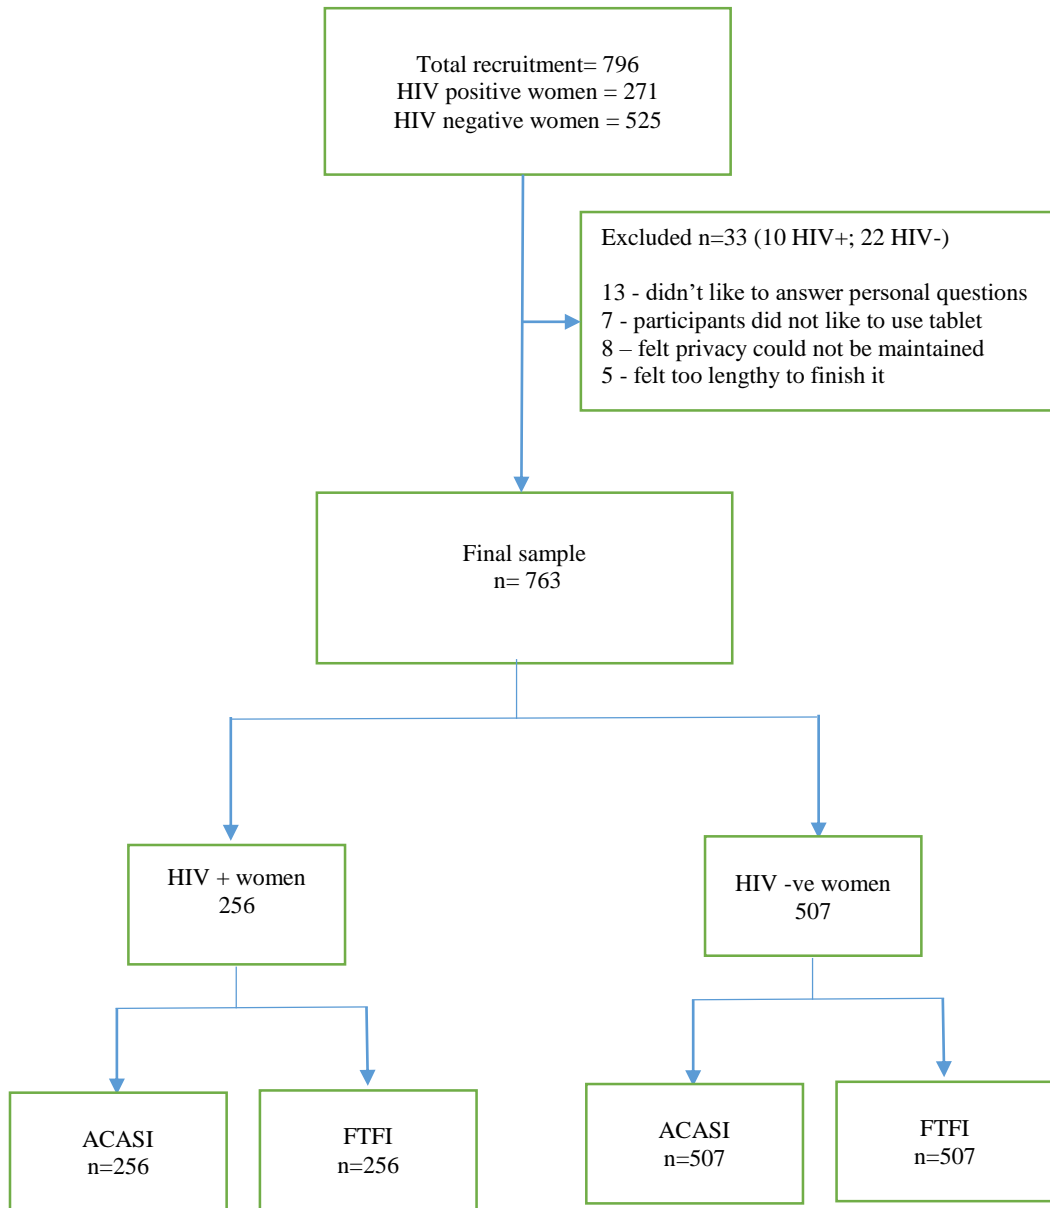 Total recruitment= 796
HIV positive women = 271
HIV negative women = 525
Excluded n=33 (10 HIV+; 22 HIV-)
13 - didn’t like to answer personal questions
7 - participants did not like to use tablet
8 – felt privacy could not be maintained
5 - felt too lengthy to finish it
Final sample
n= 763
HIV + women
256
HIV -ve women
507
ACASI
n=256
FTFI
n=256
ACASI
n=507
FTFI
n=507